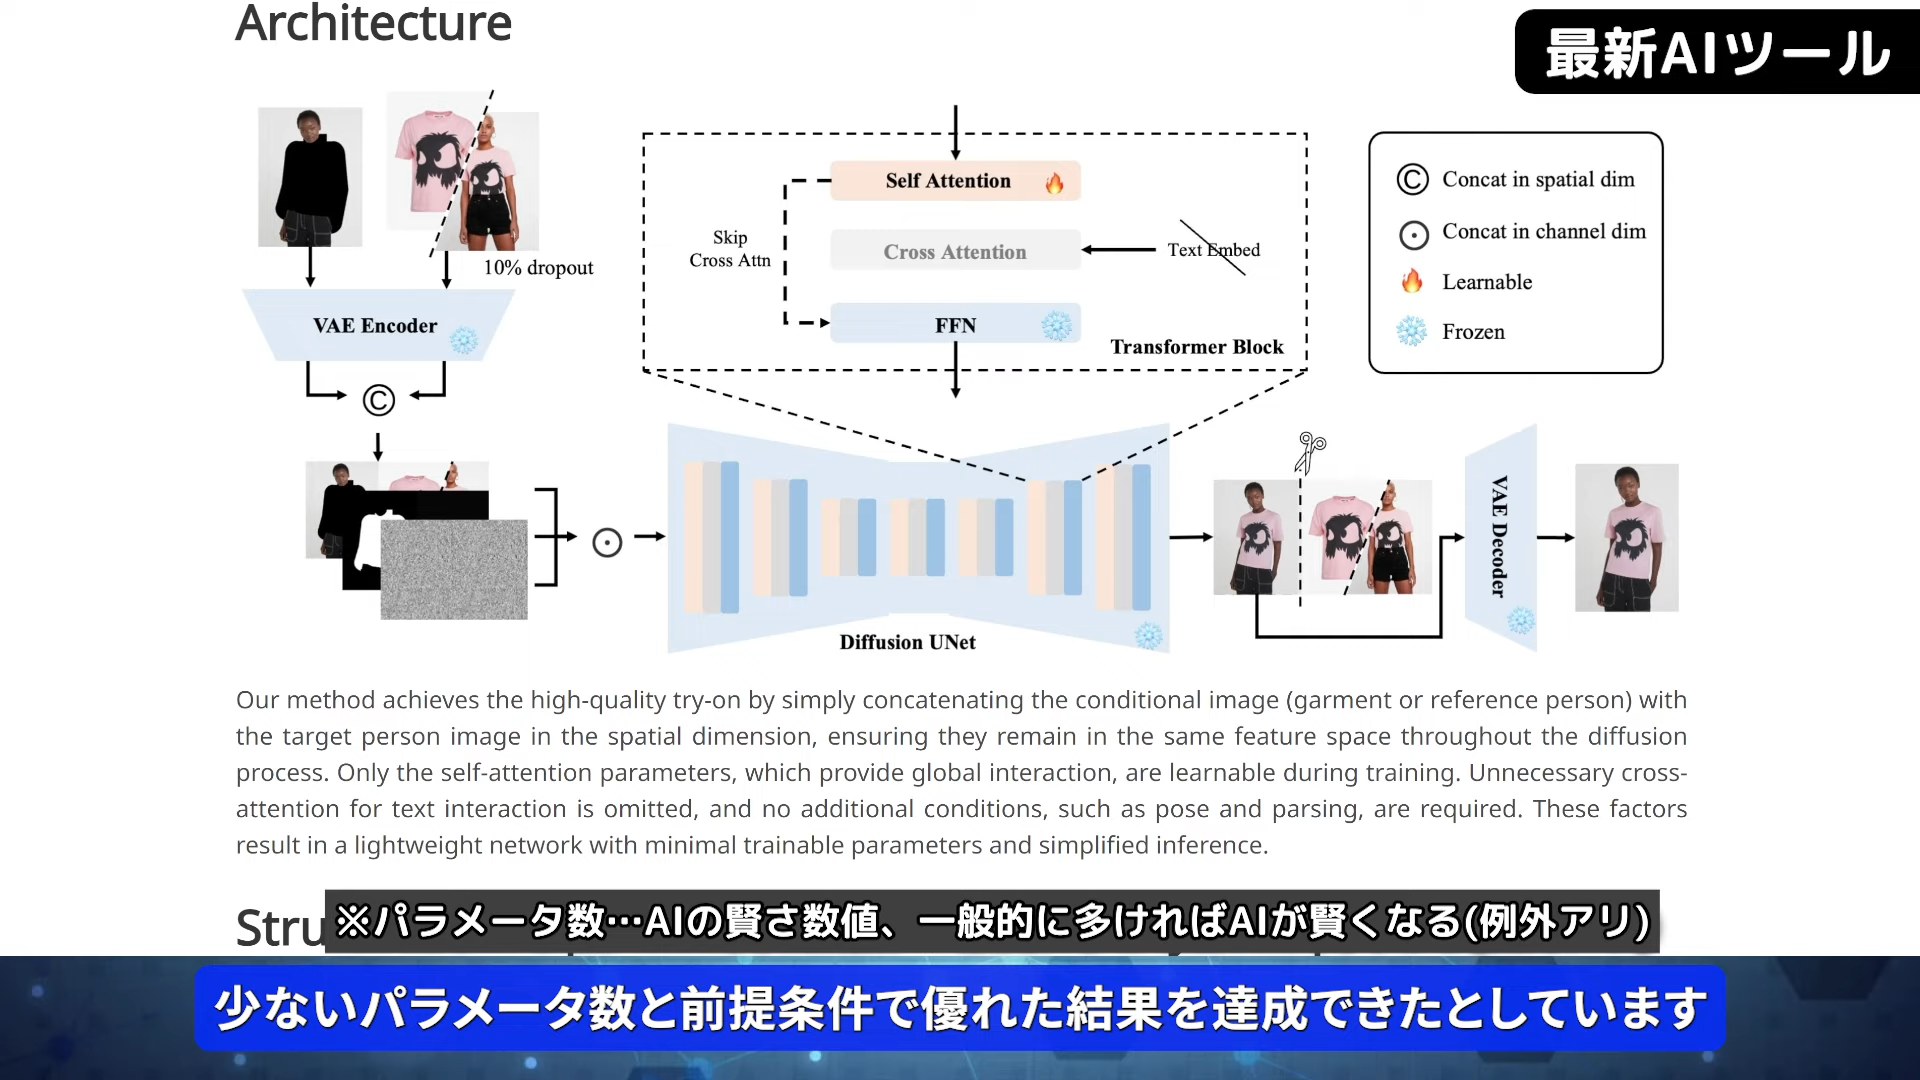 Architecture
最新AIツール
10% dropout
VAE Encoder
Self Attention
Skip
Cross Attn
Cross Attention
Text Embed
FFN
Transformer Block
© Concat in spatial dim
⊙ Concat in channel dim
Learnable
Frozen
©
⊙
Diffusion UNet
VAE Decoder
Our method achieves the high-quality try-on by simply concatenating the conditional image (garment or reference person) with
the target person image in the spatial dimension, ensuring they remain in the same feature space throughout the diffusion
process. Only the self-attention parameters, which provide global interaction, are learnable during training. Unnecessary cross-
attention for text interaction is omitted, and no additional conditions, such as pose and parsing, are required. These factors
result in a lightweight network with minimal trainable parameters and simplified inference.
※パラメータ数…AIの賢さ数値、一般的に多ければAIが賢くなる(例外アリ)
少ないパラメータ数と前提条件で優れた結果を達成できたとしています